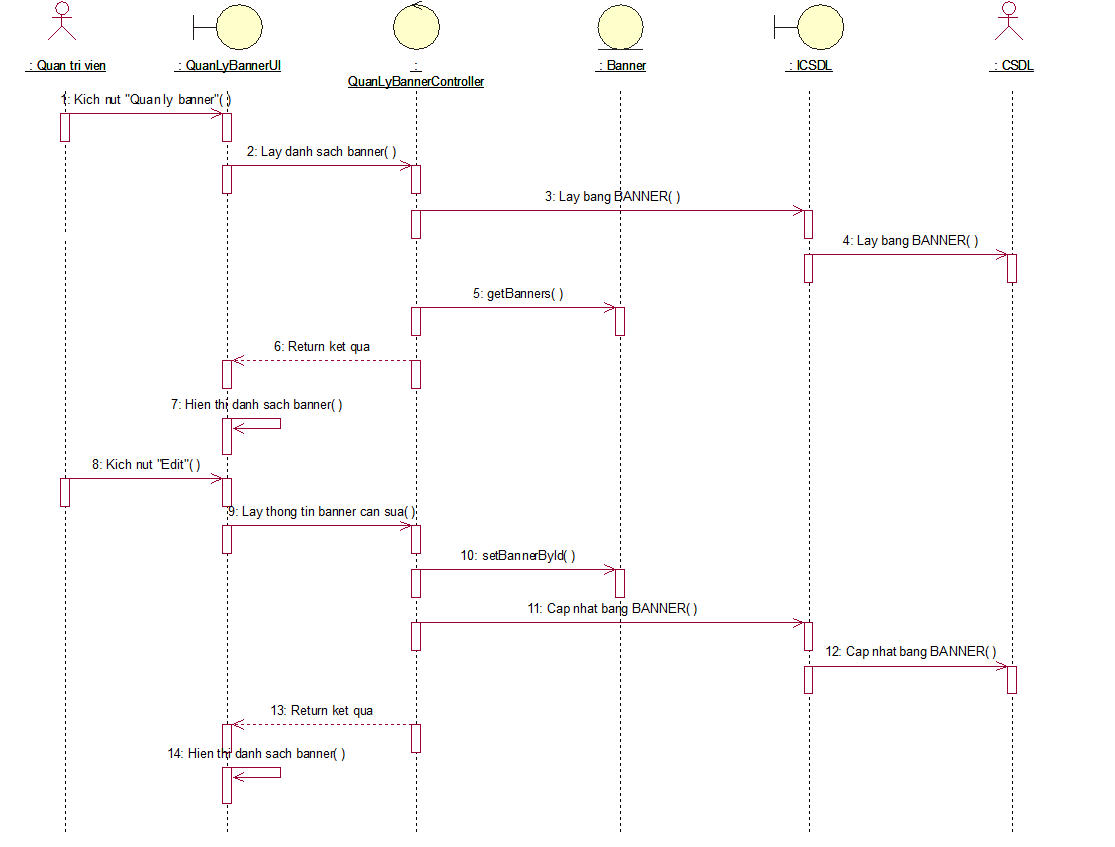 : Quan tri vien
: QuanLyBannerUI
:
QuanLyBannerController
: Banner
: ICSDL
: CSDL
1: Kich nut "Quan ly banner"( )
2: Lay danh sach banner( )
3: Lay bang BANNER( )
4: Lay bang BANNER( )
5: getBanners( )
6: Return ket qua
7: Hien thi danh sach banner( )
8: Kich nut "Edit"( )
9: Lay thong tin banner can sua( )
10: setBannerById( )
11: Cap nhat bang BANNER( )
12: Cap nhat bang BANNER( )
13: Return ket qua
14: Hien thi danh sach banner( )